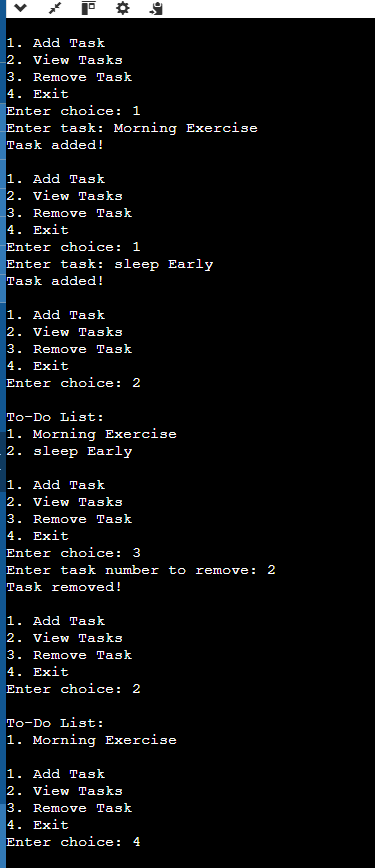 1. Add Task
2. View Tasks
3. Remove Task
4. Exit
Enter choice: 1
Enter task: Morning Exercise
Task added!
1. Add Task
2. View Tasks
3. Remove Task
4. Exit
Enter choice: 1
Enter task: sleep Early
Task added!
1. Add Task
2. View Tasks
3. Remove Task
4. Exit
Enter choice: 2
To-Do List:
1. Morning Exercise
2. sleep Early
1. Add Task
2. View Tasks
3. Remove Task
4. Exit
Enter choice: 3
Enter task number to remove: 2
Task removed!
1. Add Task
2. View Tasks
3. Remove Task
4. Exit
Enter choice: 2
To-Do List:
1. Morning Exercise
1. Add Task
2. View Tasks
3. Remove Task
4. Exit
Enter choice: 4